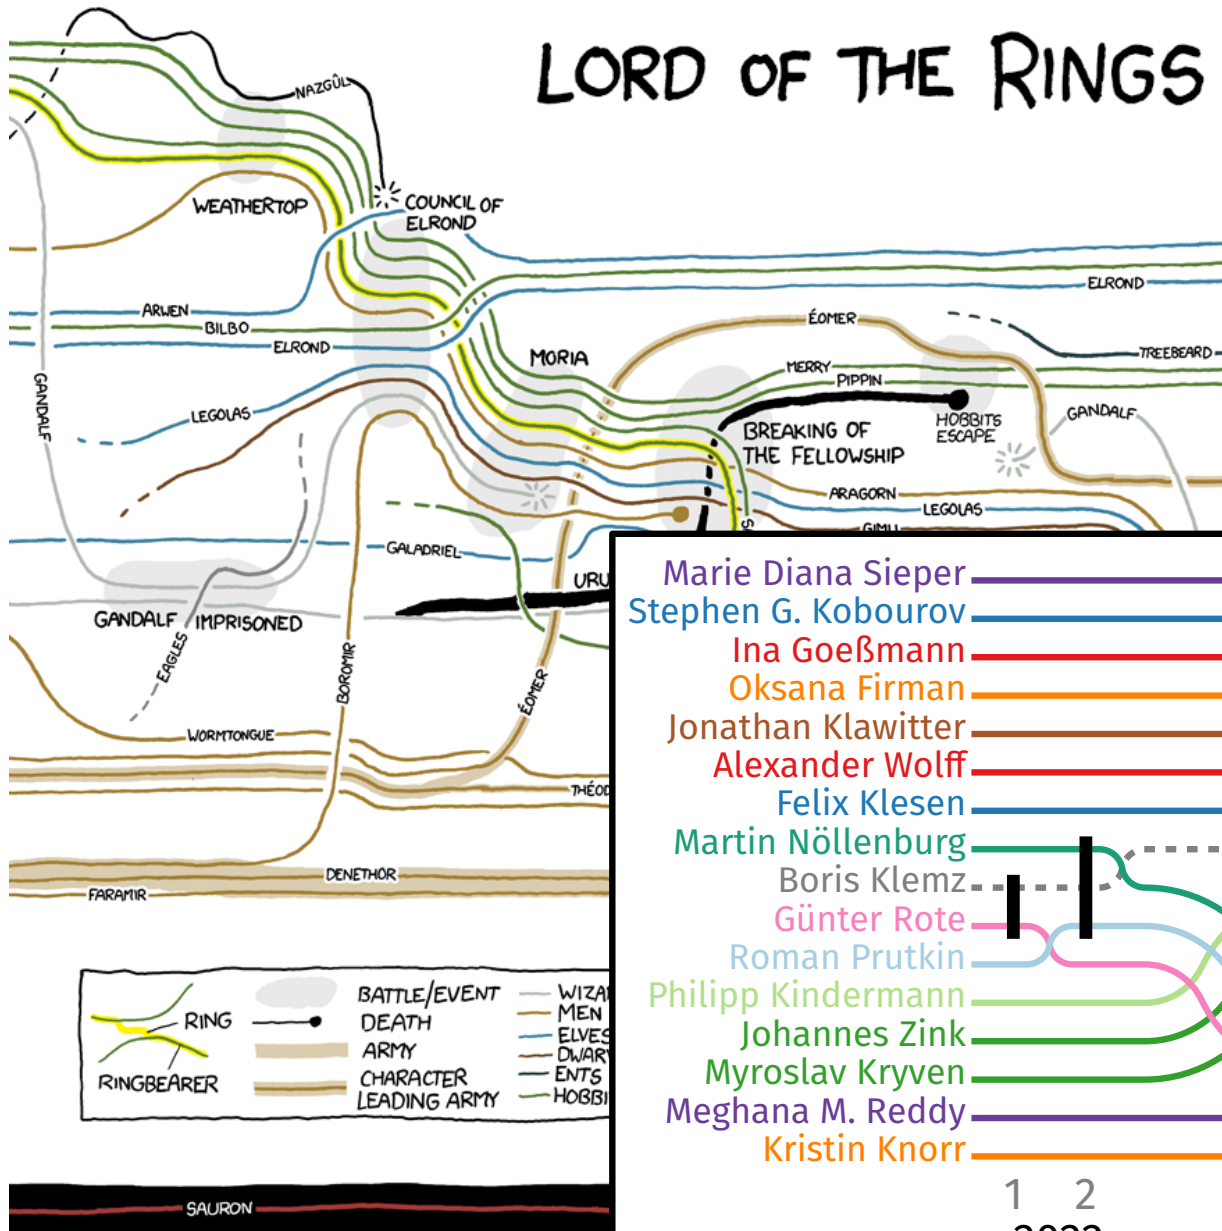 LORD OF THE RINGS
NAZGÛL
WEATHERTOP
COUNCIL OF
ELROND
ARWEN
BILBO
ELROND
ELROND
ÉOMER
TREEBEARD
MORIA
MERRY
PIPPIN
GANDALF
LEGOLAS
HOBBITS
ESCAPE
GANDALF
BREAKING OF
THE FELLOWSHIP
ARAGORN
LEGOLAS
GIMLI
GALADRIEL
GANDALF IMPRISONED
EAGLES
BOROMIR
ÉOMER
WORMTONGUE
DENETHOR
FARAMIR
BATTLE/EVENT
RING
DEATH
ARMY
RINGBEARER
CHARACTER
LEADING ARMY
MEN
ELVES
ENTS
SAURON
Marie Diana Sieper
Stephen G. Kobourov
Ina Goeßmann
Oksana Firman
Jonathan Klawitter
Alexander Wolff
Felix Klesen
Martin Nöllenburg
Boris Klemz
Günter Rote
Roman Prutkin
Philipp Kindermann
Johannes Zink
Myroslav Kryven
Meghana M. Reddy
Kristin Knorr
1 2